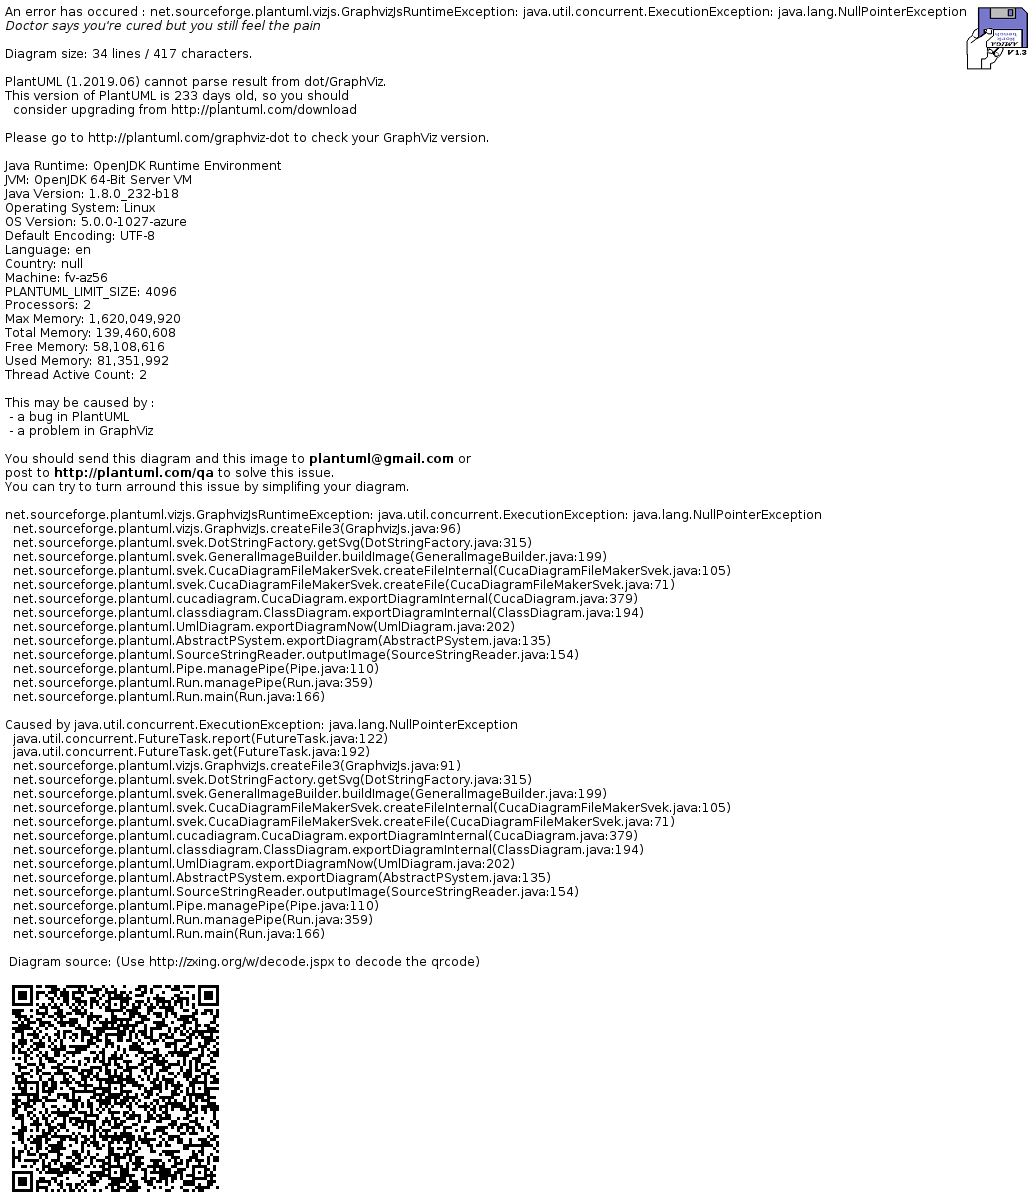 An error has occured : net.sourceforge.plantuml.vizjs.GraphvizJsRuntimeException: java.util.concurrent.ExecutionException: java.lang.NullPointerException
Doctor says you're cured but you still feel the pain
Diagram size: 34 lines / 417 characters.
PlantUML (1.2019.06) cannot parse result from dot/GraphViz.
This version of PlantUML is 233 days old, so you should
consider upgrading from http://plantuml.com/download
Please go to http://plantuml.com/graphviz-dot to check your GraphViz version.
Java Runtime: OpenJDK Runtime Environment
JVM: OpenJDK 64-Bit Server VM
Java Version: 1.8.0_232-b18
Operating System: Linux
OS Version: 5.0.0-1027-azure
Default Encoding: UTF-8
Language: en
Country: null
Machine: fv-az56
PLANTUML_LIMIT_SIZE: 4096
Processors: 2
Max Memory: 1,620,049,920
Total Memory: 139,460,608
Free Memory: 58,108,616
Used Memory: 81,351,992
Thread Active Count: 2
This may be caused by :
- a bug in PlantUML
- a problem in GraphViz
You should send this diagram and this image to plantuml@gmail.com or
post to http://plantuml.com/qa to solve this issue.
You can try to turn arround this issue by simplifing your diagram.
net.sourceforge.plantuml.vizjs.GraphvizJsRuntimeException: java.util.concurrent.ExecutionException: java.lang.NullPointerException
net.sourceforge.plantuml.vizjs.GraphvizJs.createFile3(GraphvizJs.java:96)
net.sourceforge.plantuml.svek.DotStringFactory.getSvg(DotStringFactory.java:315)
net.sourceforge.plantuml.svek.GeneralImageBuilder.buildImage(GeneralImageBuilder.java:199)
net.sourceforge.plantuml.svek.CucaDiagramFileMakerSvek.createFileInternal(CucaDiagramFileMakerSvek.java:105)
net.sourceforge.plantuml.svek.CucaDiagramFileMakerSvek.createFile(CucaDiagramFileMakerSvek.java:71)
net.sourceforge.plantuml.cucadiagram.CucaDiagram.exportDiagramInternal(CucaDiagram.java:379)
net.sourceforge.plantuml.classdiagram.ClassDiagram.exportDiagramInternal(ClassDiagram.java:194)
net.sourceforge.plantuml.UmlDiagram.exportDiagramNow(UmlDiagram.java:202)
net.sourceforge.plantuml.AbstractPSystem.exportDiagram(AbstractPSystem.java:135)
net.sourceforge.plantuml.SourceStringReader.outputImage(SourceStringReader.java:154)
net.sourceforge.plantuml.Pipe.managePipe(Pipe.java:110)
net.sourceforge.plantuml.Run.managePipe(Run.java:359)
net.sourceforge.plantuml.Run.main(Run.java:166)
Caused by java.util.concurrent.ExecutionException: java.lang.NullPointerException
java.util.concurrent.FutureTask.report(FutureTask.java:122)
java.util.concurrent.FutureTask.get(FutureTask.java:192)
net.sourceforge.plantuml.vizjs.GraphvizJs.createFile3(GraphvizJs.java:91)
net.sourceforge.plantuml.svek.DotStringFactory.getSvg(DotStringFactory.java:315)
net.sourceforge.plantuml.svek.GeneralImageBuilder.buildImage(GeneralImageBuilder.java:199)
net.sourceforge.plantuml.svek.CucaDiagramFileMakerSvek.createFileInternal(CucaDiagramFileMakerSvek.java:105)
net.sourceforge.plantuml.svek.CucaDiagramFileMakerSvek.createFile(CucaDiagramFileMakerSvek.java:71)
net.sourceforge.plantuml.cucadiagram.CucaDiagram.exportDiagramInternal(CucaDiagram.java:379)
net.sourceforge.plantuml.classdiagram.ClassDiagram.exportDiagramInternal(ClassDiagram.java:194)
net.sourceforge.plantuml.UmlDiagram.exportDiagramNow(UmlDiagram.java:202)
net.sourceforge.plantuml.AbstractPSystem.exportDiagram(AbstractPSystem.java:135)
net.sourceforge.plantuml.SourceStringReader.outputImage(SourceStringReader.java:154)
net.sourceforge.plantuml.Pipe.managePipe(Pipe.java:110)
net.sourceforge.plantuml.Run.managePipe(Run.java:359)
net.sourceforge.plantuml.Run.main(Run.java:166)
Diagram source: (Use http://zxing.org/w/decode.jspx to decode the qrcode)
AMIGA
V 1.3